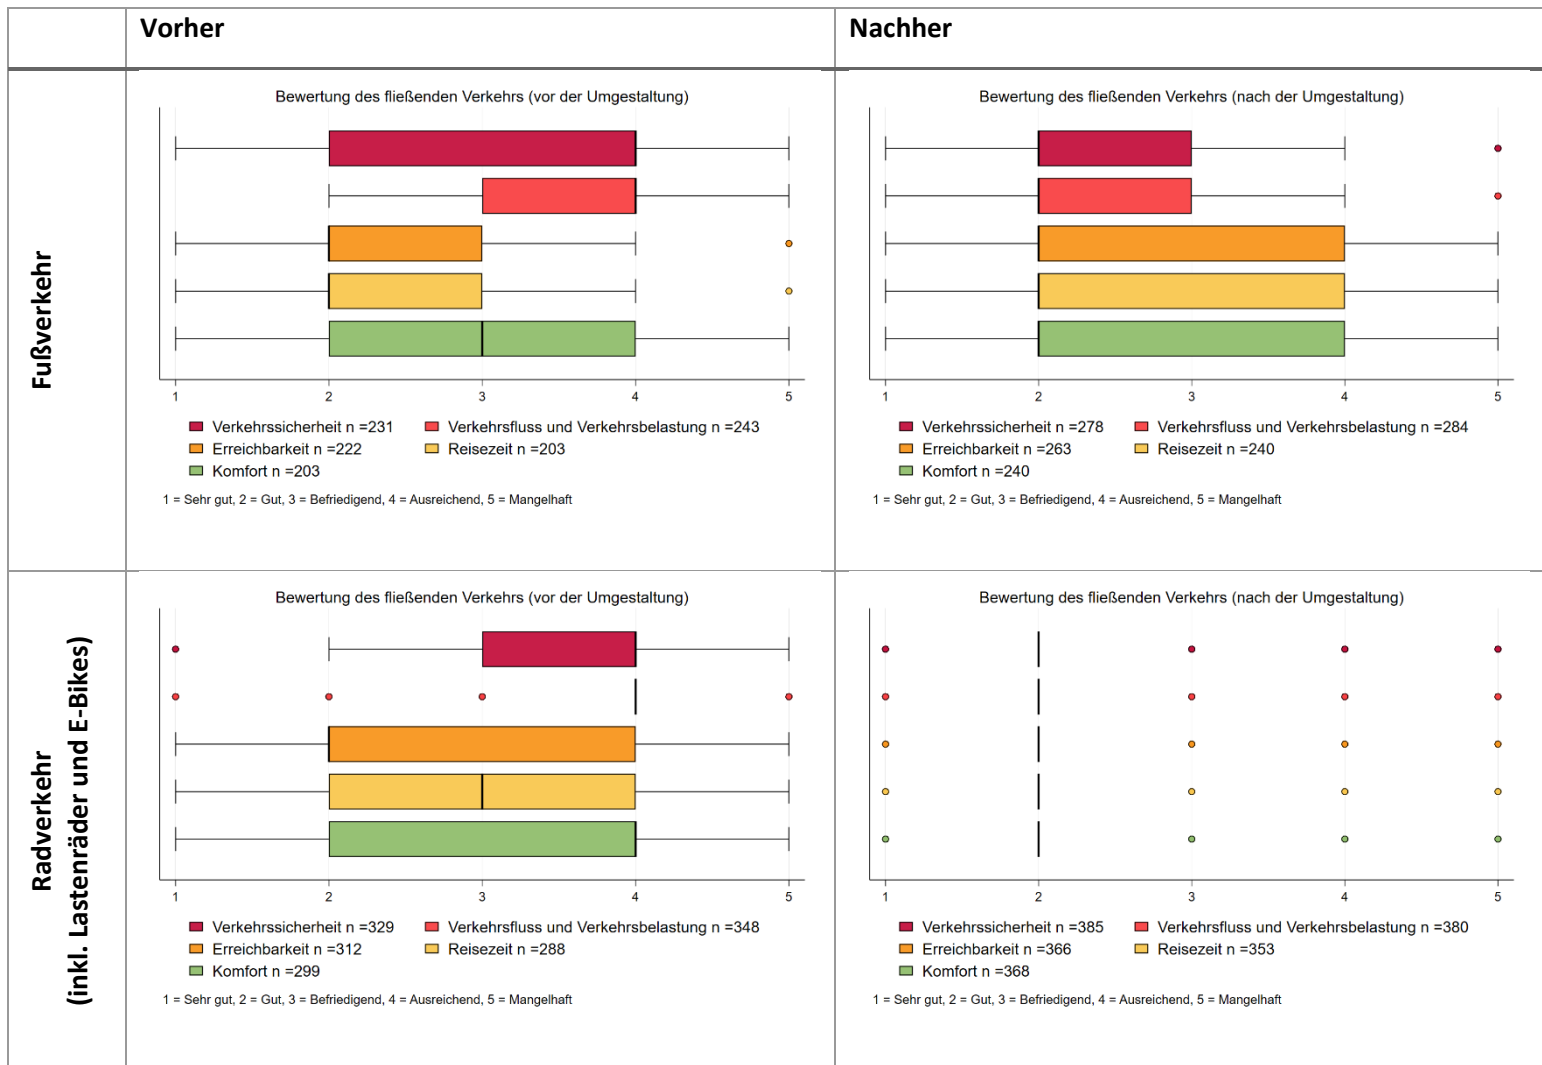 Vorher
Nachher
Fußverkehr
Bewertung des fließenden Verkehrs (vor der Umgestaltung)
1 2 3 4 5
Verkehrssicherheit n =231 Verkehrsfluss und Verkehrsbelastung n =243
Erreichbarkeit n =222 Reisezeit n =203
Komfort n =203
1 = Sehr gut, 2 = Gut, 3 = Befriedigend, 4 = Ausreichend, 5 = Mangelhaft
Bewertung des fließenden Verkehrs (nach der Umgestaltung)
1 2 3 4 5
Verkehrssicherheit n =278 Verkehrsfluss und Verkehrsbelastung n =284
Erreichbarkeit n =263 Reisezeit n =240
Komfort n =240
1 = Sehr gut, 2 = Gut, 3 = Befriedigend, 4 = Ausreichend, 5 = Mangelhaft
Radverkehr
(inkl. Lastenräder und E-Bikes)
Bewertung des fließenden Verkehrs (vor der Umgestaltung)
1 2 3 4 5
Verkehrssicherheit n =329 Verkehrsfluss und Verkehrsbelastung n =348
Erreichbarkeit n =312 Reisezeit n =288
Komfort n =299
1 = Sehr gut, 2 = Gut, 3 = Befriedigend, 4 = Ausreichend, 5 = Mangelhaft
Bewertung des fließenden Verkehrs (nach der Umgestaltung)
1 2 3 4 5
Verkehrssicherheit n =385 Verkehrsfluss und Verkehrsbelastung n =380
Erreichbarkeit n =366 Reisezeit n =353
Komfort n =368
1 = Sehr gut, 2 = Gut, 3 = Befriedigend, 4 = Ausreichend, 5 = Mangelhaft